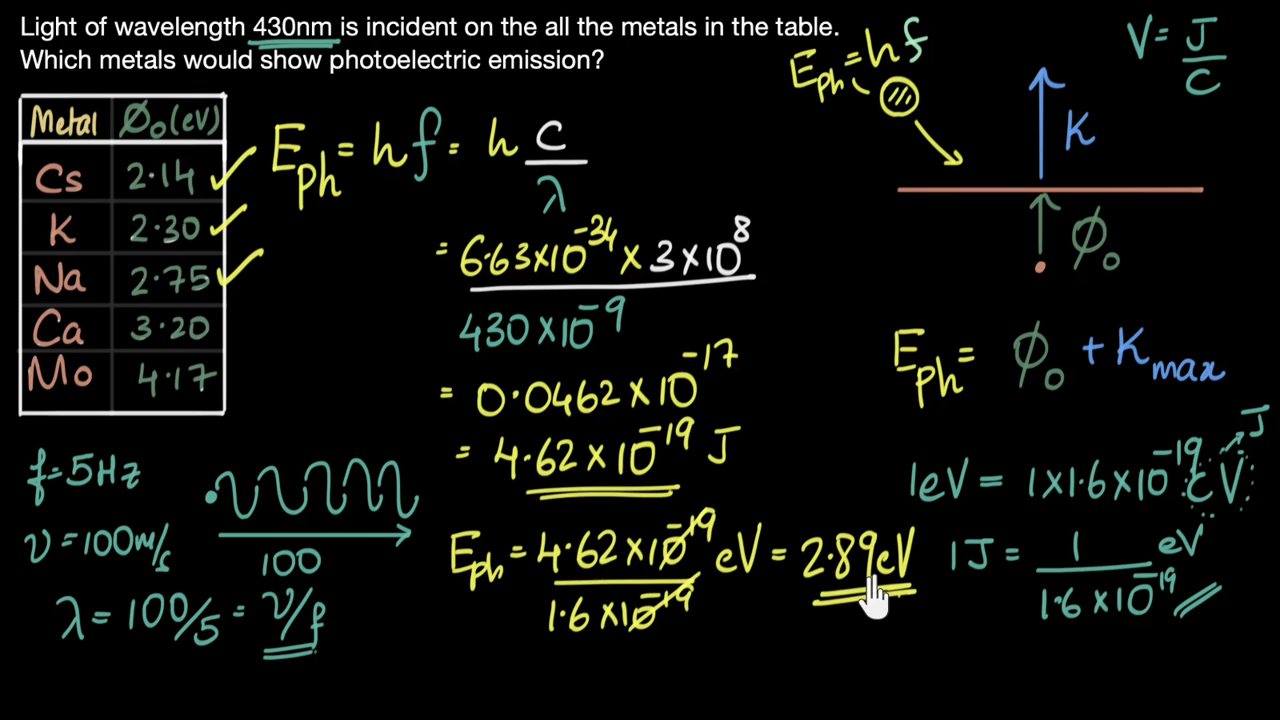 Light of wavelength 430nm is incident on the all the metals in the table.
Which metals would show photoelectric emission?
Metal Ø₀(eV)
Cs 2.14 ✓
K 2.30 ✓
Na 2.75 ✓
Ca 3.20
Mo 4.17
E_ph = hf = h c/λ
= 6.63×10^-34 × 3×10^8
430×10^-9
= 0.0462×10^-17
= 4.62×10^-19 J
E_ph = 4.62×10^-19 / 1.6×10^-19 eV = 2.89eV
f=5Hz
v=100m/s
100
λ = 100/5 = v/f
E_ph = hf
V = J/C
K
Ø₀
E_ph = Ø₀ + K_max
J
1eV = 1×1.6×10^-19 C V
1J = 1 / 1.6×10^-19 eV